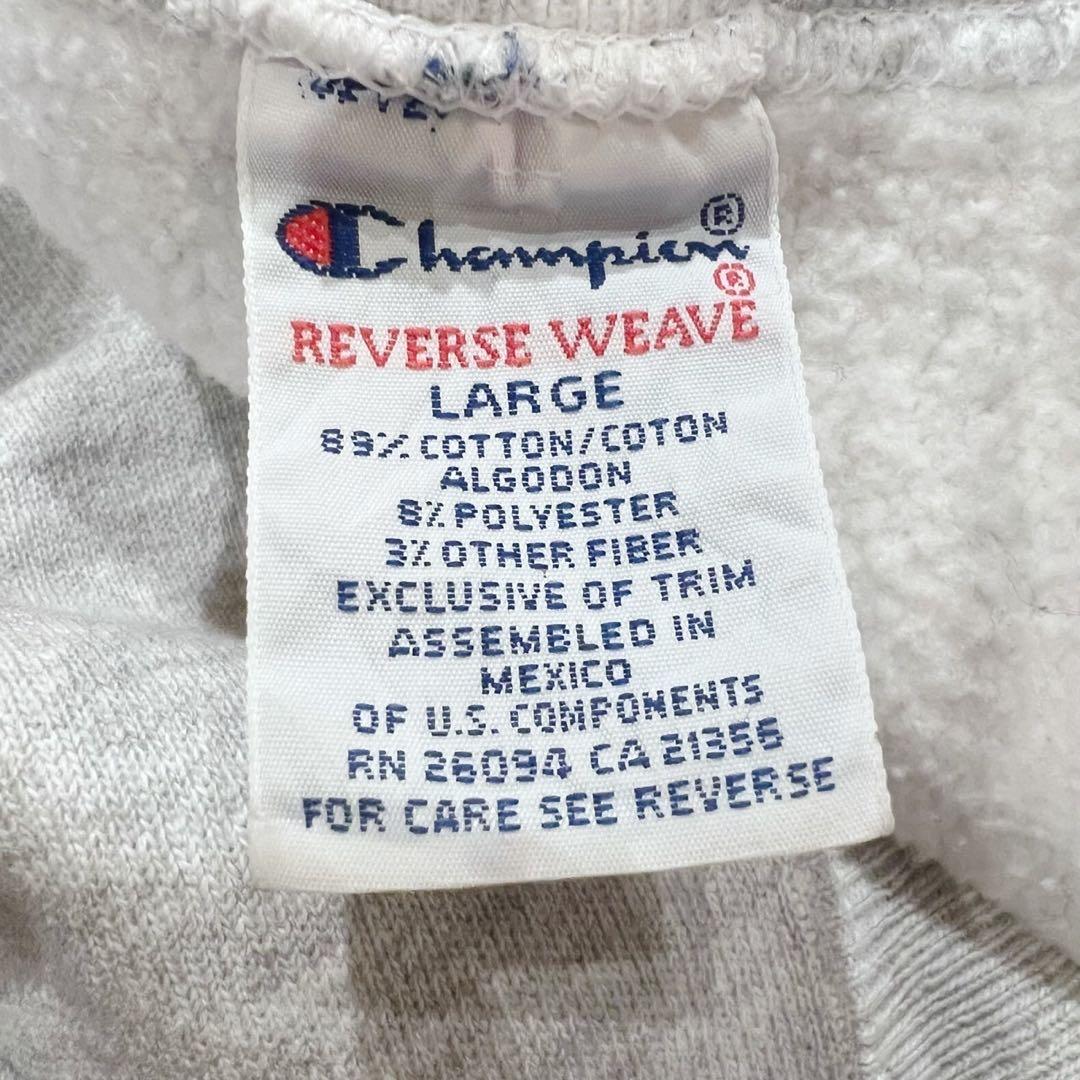 Champion®
REVERSE WEAVE®
LARGE
89% COTTON/COTON
ALGODON
8% POLYESTER
3% OTHER FIBER
EXCLUSIVE OF TRIM
ASSEMBLED IN
MEXICO
OF U.S. COMPONENTS
RN 26094 CA 21356
FOR CARE SEE REVERSE